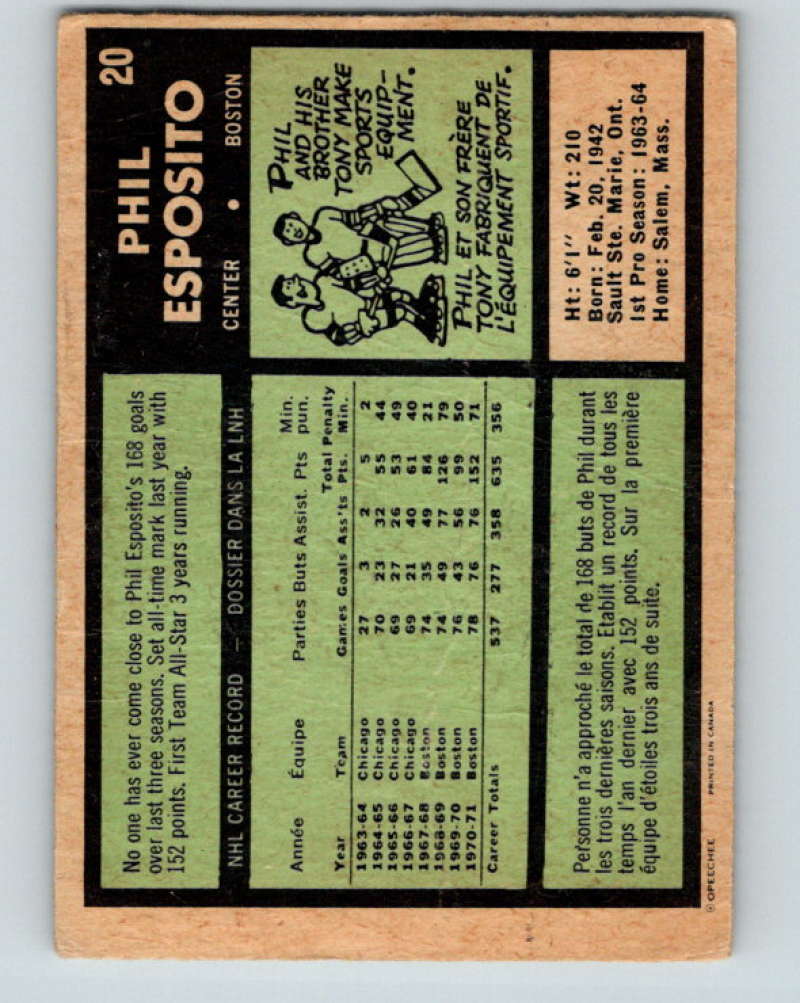 20
PHIL
ESPOSITO
CENTER • BOSTON
No one has ever come close to Phil Esposito's 168 goals
over last three seasons. Set all-time mark last year with
152 points. First Team All-Star 3 years running.
PHIL
AND HIS
BROTHER
TONY MAKE
SPORTS
EQUIP-
MENT.
PHIL ET SON FRÈRE
TONY FABRIQUENT DE
L'ÉQUIPEMENT SPORTIF.
NHL CAREER RECORD — DOSSIER DANS LA LNH
Année Équipe Parties Buts Assist. Pts Min. pun.
Year Team Games Goals Ass'ts Total Pts. Penalty Min.
1963-64 Chicago 27 3 2 5 2
1964-65 Chicago 70 23 32 55 44
1965-66 Chicago 69 27 26 53 49
1966-67 Chicago 69 21 40 61 40
1967-68 Boston 74 35 49 84 21
1968-69 Boston 74 49 77 126 79
1969-70 Boston 76 43 56 99 50
1970-71 Boston 78 76 76 152 71
Career Totals 537 277 358 635 356
Ht: 6'1" Wt: 210
Born: Feb. 20, 1942
Sault Ste. Marie, Ont.
1st Pro Season: 1963-64
Home: Salem, Mass.
Personne n'a approché le total de 168 buts de Phil durant
les trois dernières saisons. Etablit un record de tous les
temps l'an dernier avec 152 points. Sur la première
équipe d'étoiles trois ans de suite.
© OPEECHEE PRINTED IN CANADA